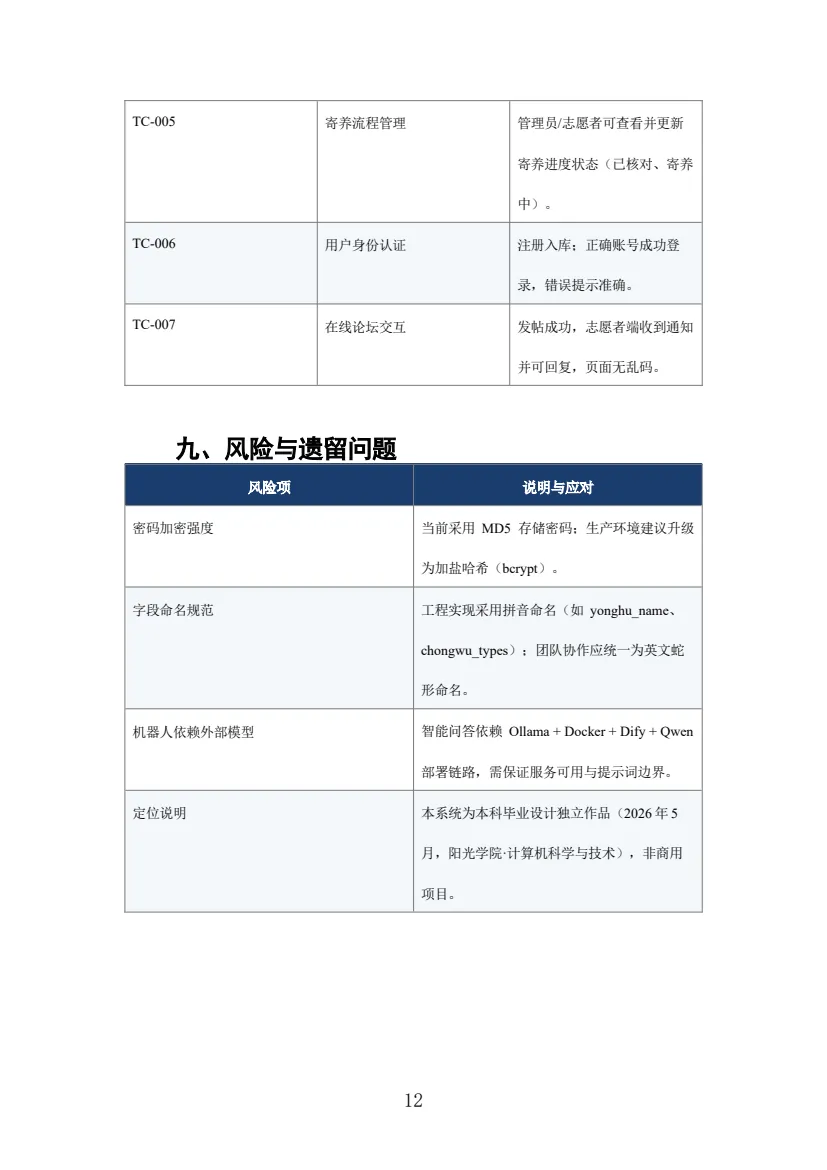 TC-005
寄养流程管理
管理员/志愿者可查看并更新
寄养进度状态（已核对、寄养
中）。
TC-006
用户身份认证
注册入库；正确账号成功登
录，错误提示准确。
TC-007
在线论坛交互
发帖成功，志愿者端收到通知
并可回复，页面无乱码。
九、风险与遗留问题
风险项
说明与应对
密码加密强度
当前采用 MD5 存储密码；生产环境建议升级
为加盐哈希（bcrypt）。
字段命名规范
工程实现采用拼音命名（如 yonghu_name、
chongwu_types）；团队协作应统一为英文蛇
形命名。
机器人依赖外部模型
智能问答依赖 Ollama + Docker + Dify + Qwen
部署链路，需保证服务可用与提示词边界。
定位说明
本系统为本科毕业设计独立作品（2026 年 5
月，阳光学院·计算机科学与技术），非商用
项目。
12